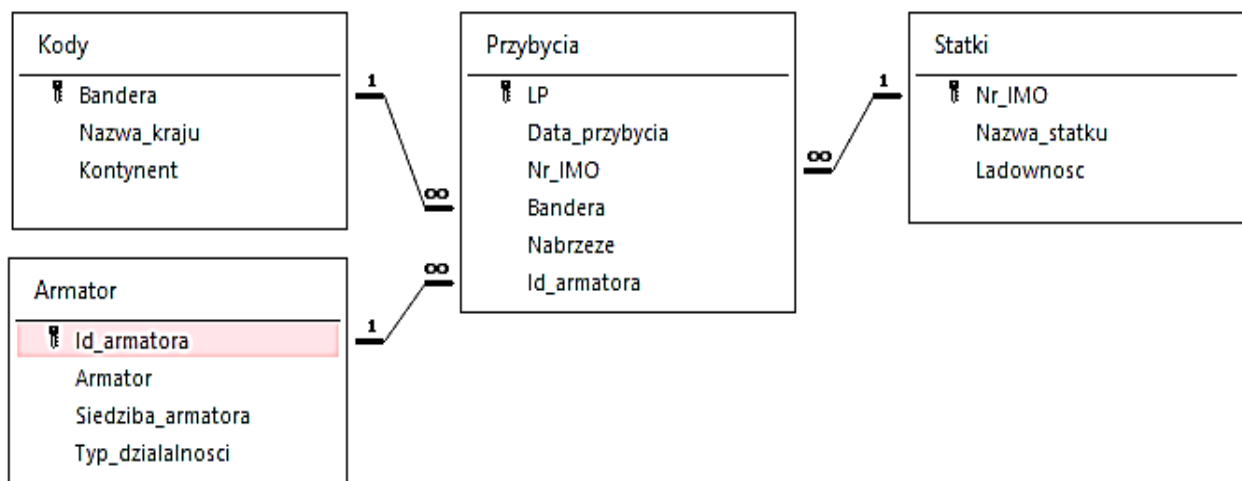 Kody
Bandera
Nazwa_kraju
Kontynent
Przybycia
LP
Data_przybycia
Nr_IMO
Bandera
Nabrzeze
Id_armatora
Statki
Nr_IMO
Nazwa_statku
Ladownosc
Armator
Id_armatora
Armator
Siedziba_armatora
Typ_dzialalnosci
1
∞
1
∞
∞
1